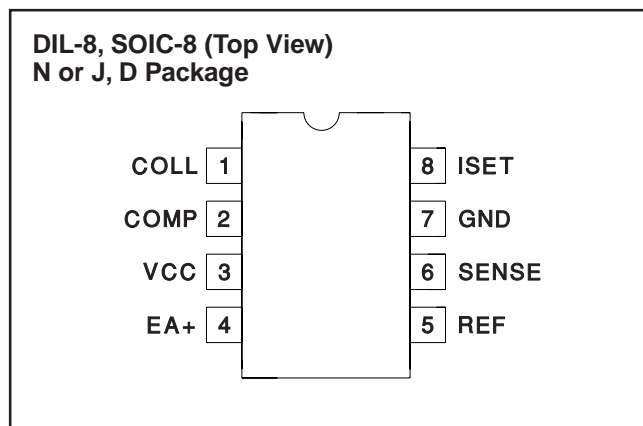 DIL-8, SOIC-8 (Top View)
N or J, D Package
COLL 1 8 ISET
COMP 2 7 GND
VCC 3 6 SENSE
EA+ 4 5 REF